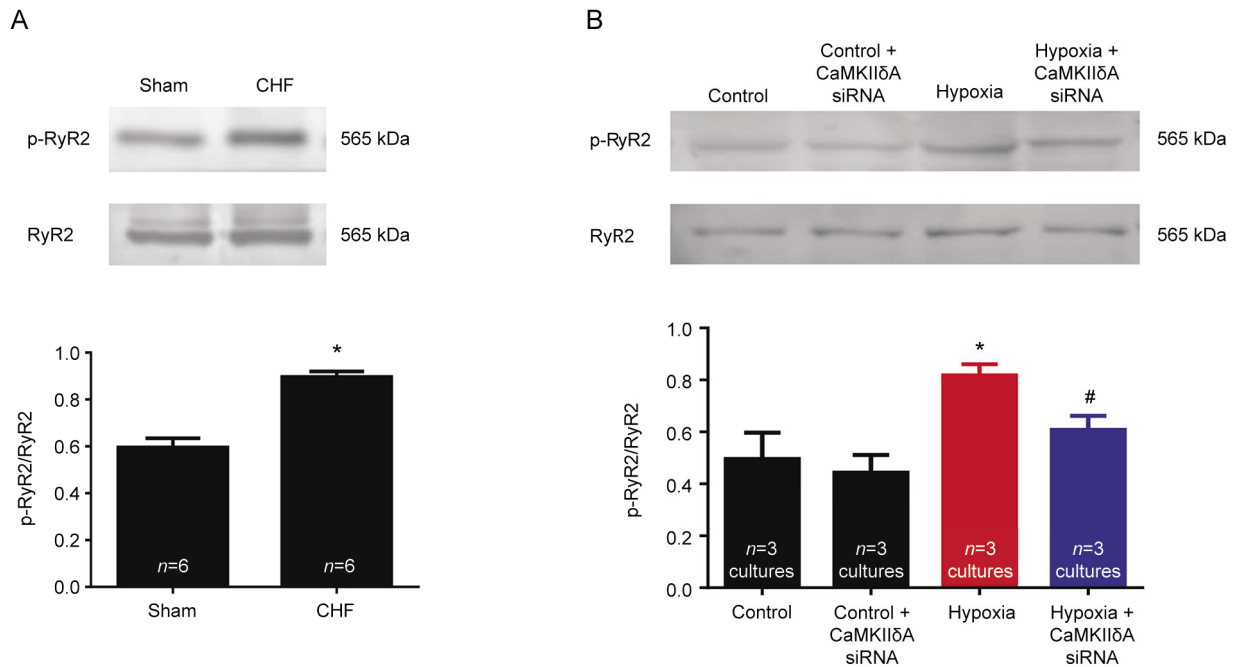 A
Sham CHF
p-RyR2 565 kDa
RyR2 565 kDa
p-RyR2/RyR2
1.0
0.8
0.6
0.4
0.2
0.0
*
n=6 n=6
Sham CHF
B
Control
Control +
CaMKIIδA
siRNA
Hypoxia
Hypoxia +
CaMKIIδA
siRNA
p-RyR2 565 kDa
RyR2 565 kDa
p-RyR2/RyR2
1.0
0.8
0.6
0.4
0.2
0.0
*
#
n=3
cultures
n=3
cultures
n=3
cultures
n=3
cultures
Control
Control +
CaMKIIδA
siRNA
Hypoxia
Hypoxia +
CaMKIIδA
siRNA